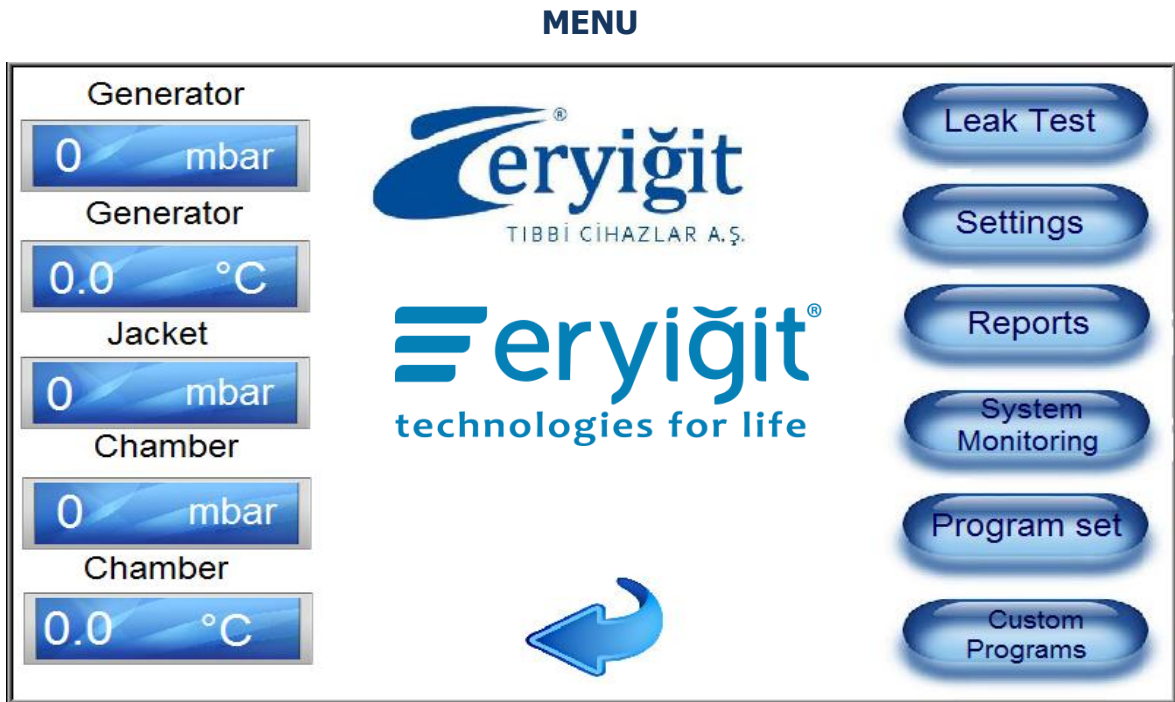 MENU
Generator
0 mbar
Generator
0.0 °C
Jacket
0 mbar
Chamber
0 mbar
Chamber
0.0 °C
eryiğit®
TIBBİ CİHAZLAR A.Ş.
eryiğit®
technologies for life
Leak Test
Settings
Reports
System
Monitoring
Program set
Custom
Programs